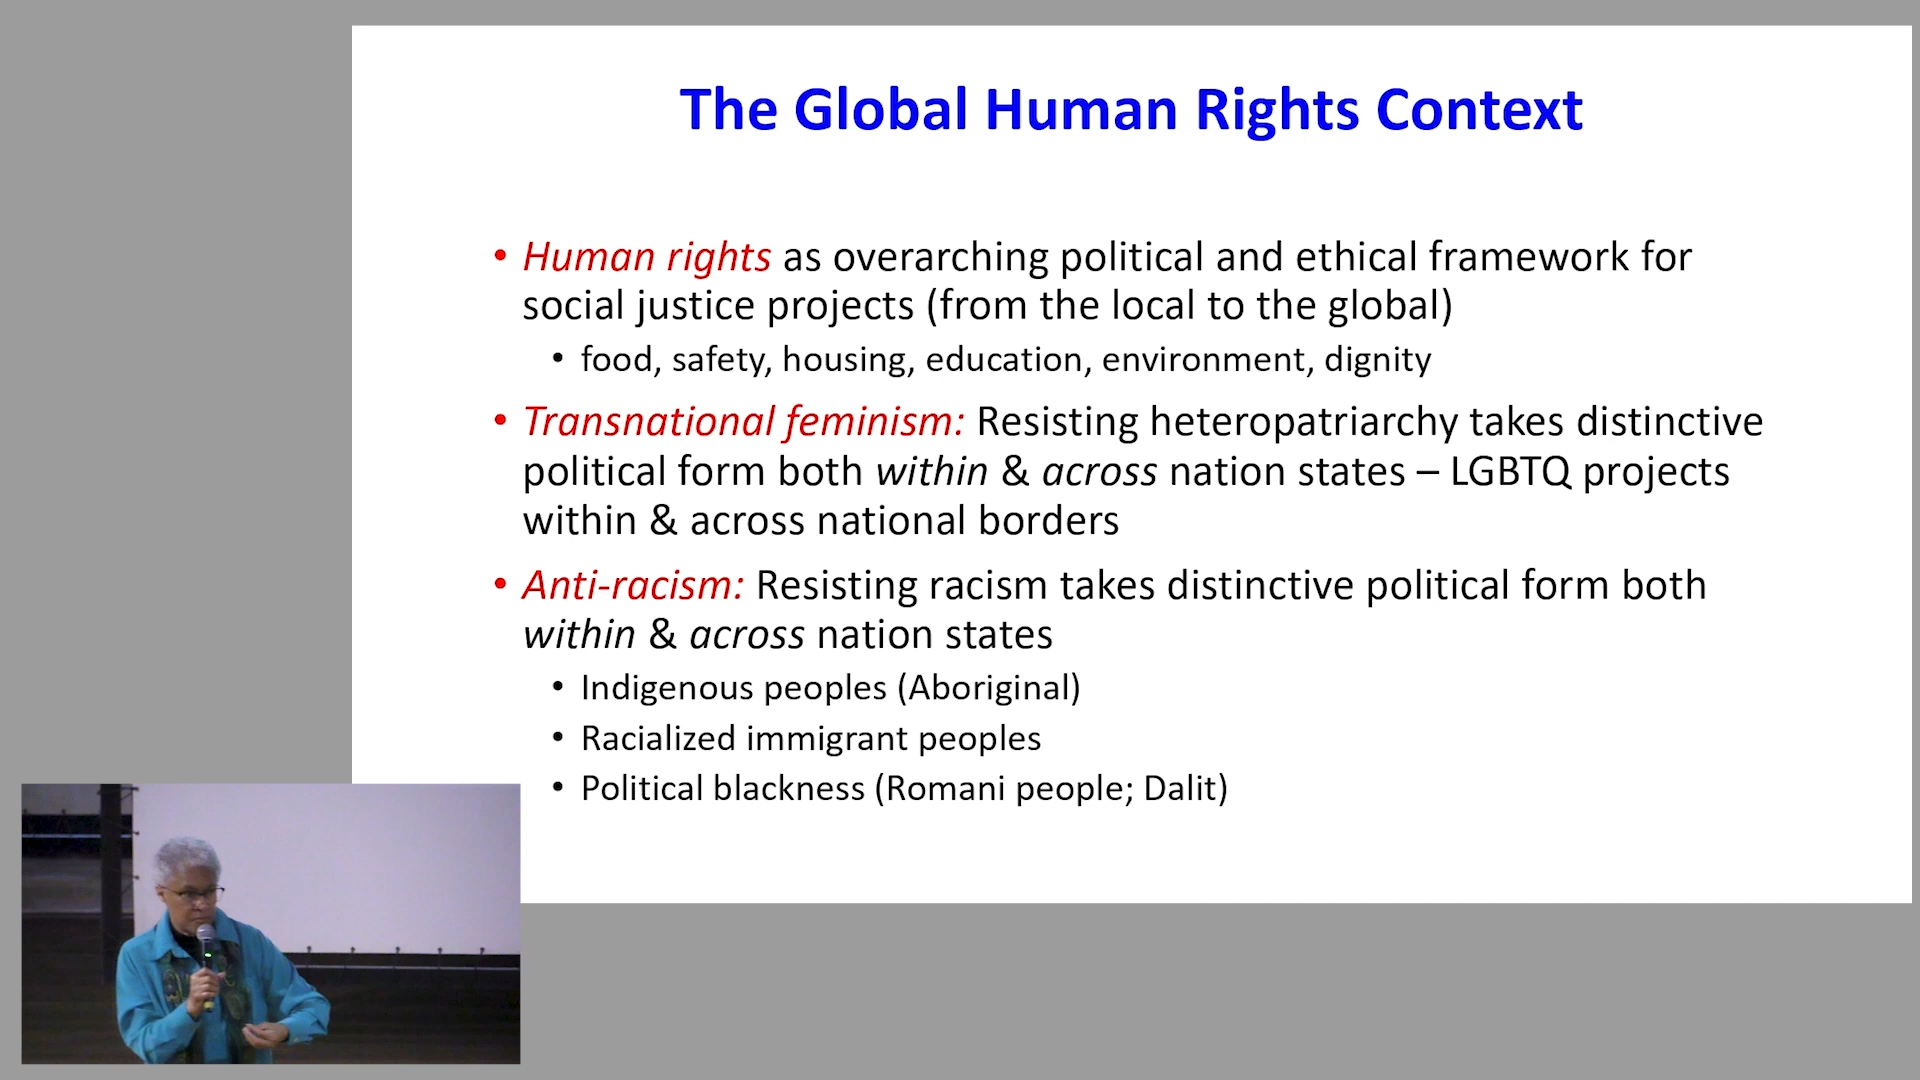 The Global Human Rights Context
• Human rights as overarching political and ethical framework for
social justice projects (from the local to the global)
• food, safety, housing, education, environment, dignity
• Transnational feminism: Resisting heteropatriarchy takes distinctive
political form both within & across nation states – LGBTQ projects
within & across national borders
• Anti-racism: Resisting racism takes distinctive political form both
within & across nation states
• Indigenous peoples (Aboriginal)
• Racialized immigrant peoples
• Political blackness (Romani people; Dalit)